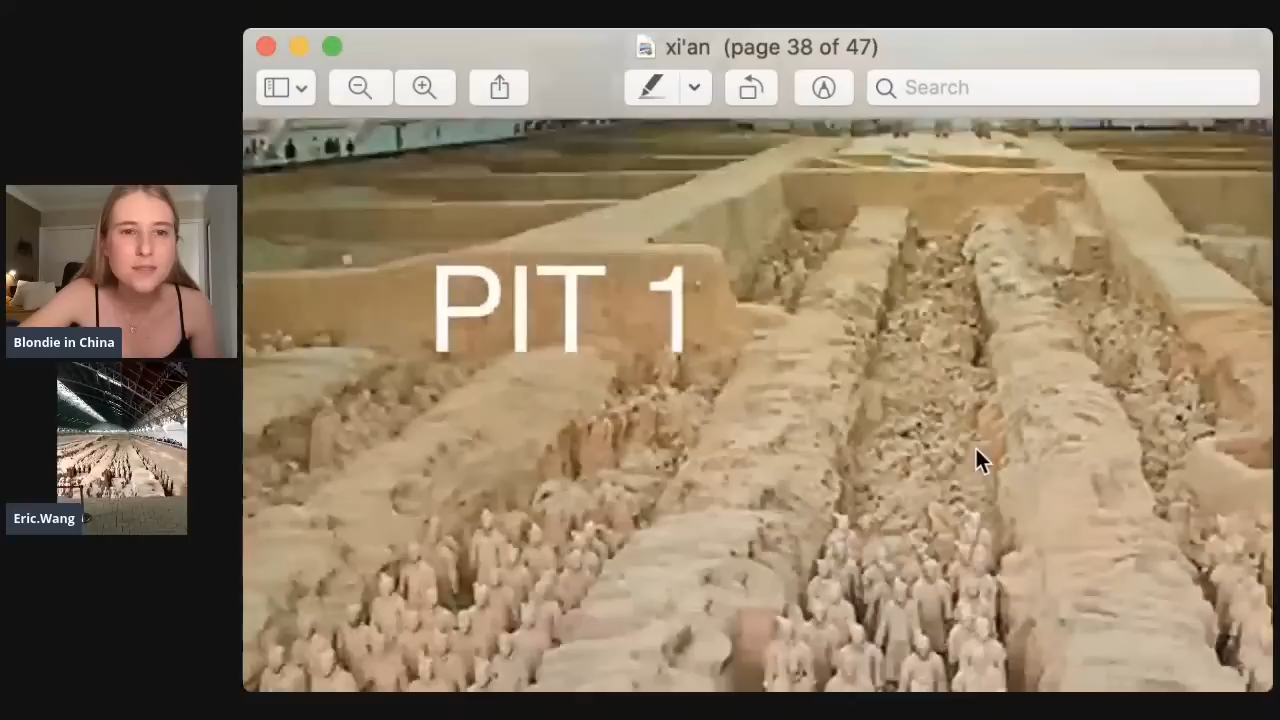 xi'an (page 38 of 47)
Search
PIT 1
Blondie in China
Eric.Wang